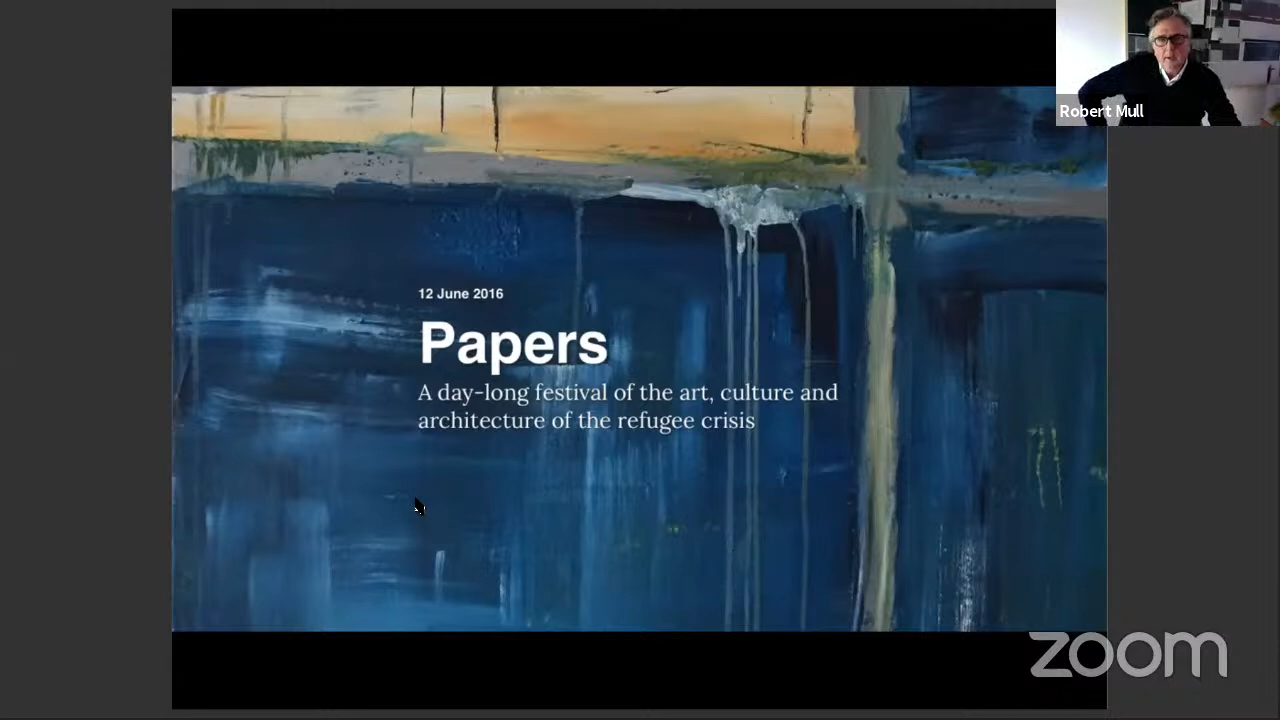 Robert Mull
12 June 2016
Papers
A day-long festival of the art, culture and
architecture of the refugee crisis
zoom